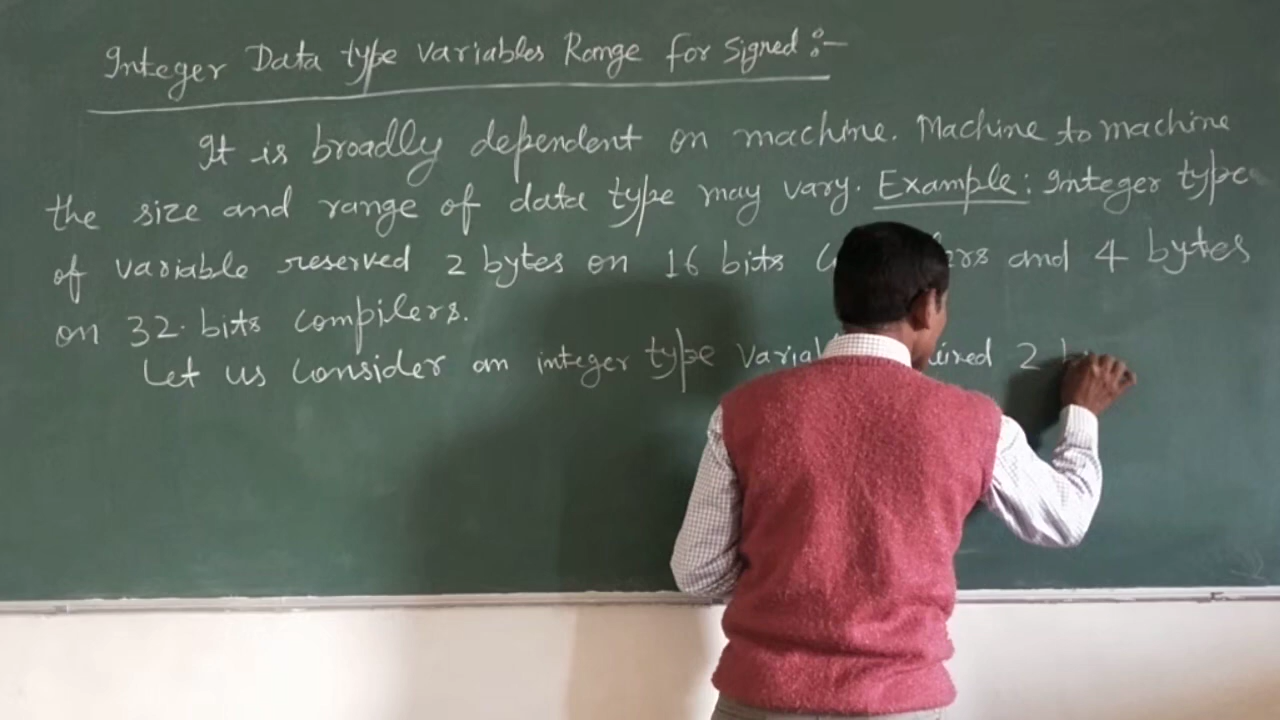 Integer Data type variables Range for Signed :-
It is broadly dependent on machine. Machine to machine
the size and range of data type may vary. Example: Integer type
of variable reserved 2 bytes on 16 bits and 4 bytes
on 32 bits compilers.
Let us consider an integer type 2